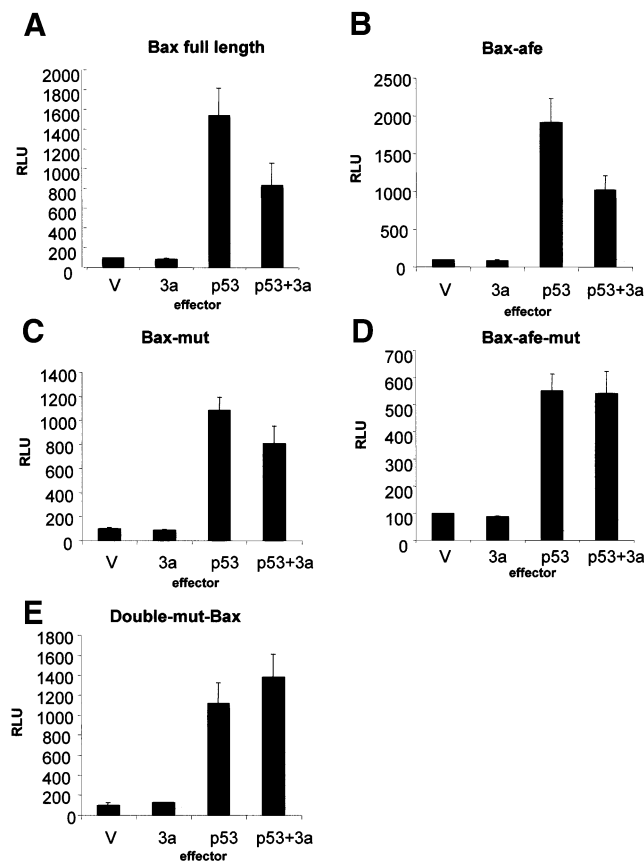 A
Bax full length
2000
1800
1600
1400
1200
1000
800
600
400
200
0
RLU
V 3a p53 p53+3a
effector
B
Bax-afe
2500
2000
1500
1000
500
0
RLU
V 3a p53 p53+3a
effector
C
Bax-mut
1400
1200
1000
800
600
400
200
0
RLU
V 3a p53 p53+3a
effector
D
Bax-afe-mut
700
600
500
400
300
200
100
0
RLU
V 3a p53 p53+3a
effector
E
Double-mut-Bax
1800
1600
1400
1200
1000
800
600
400
200
0
RLU
V 3a p53 p53+3a
effector